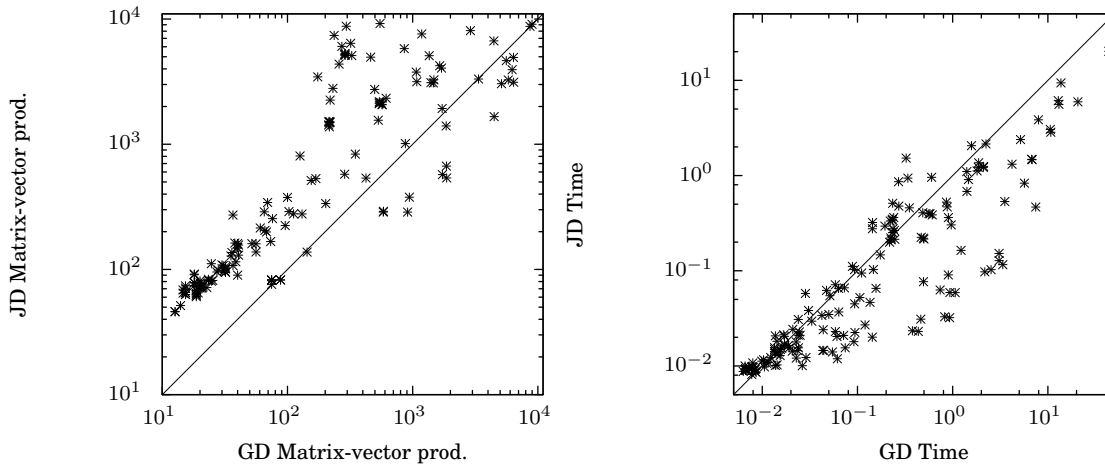 10^4
10^3
10^2
10^1
JD Matrix-vector prod.
10^1 10^2 10^3 10^4
GD Matrix-vector prod.
10^1
10^0
10^−1
10^−2
JD Time
10^−2 10^−1 10^0 10^1
GD Time